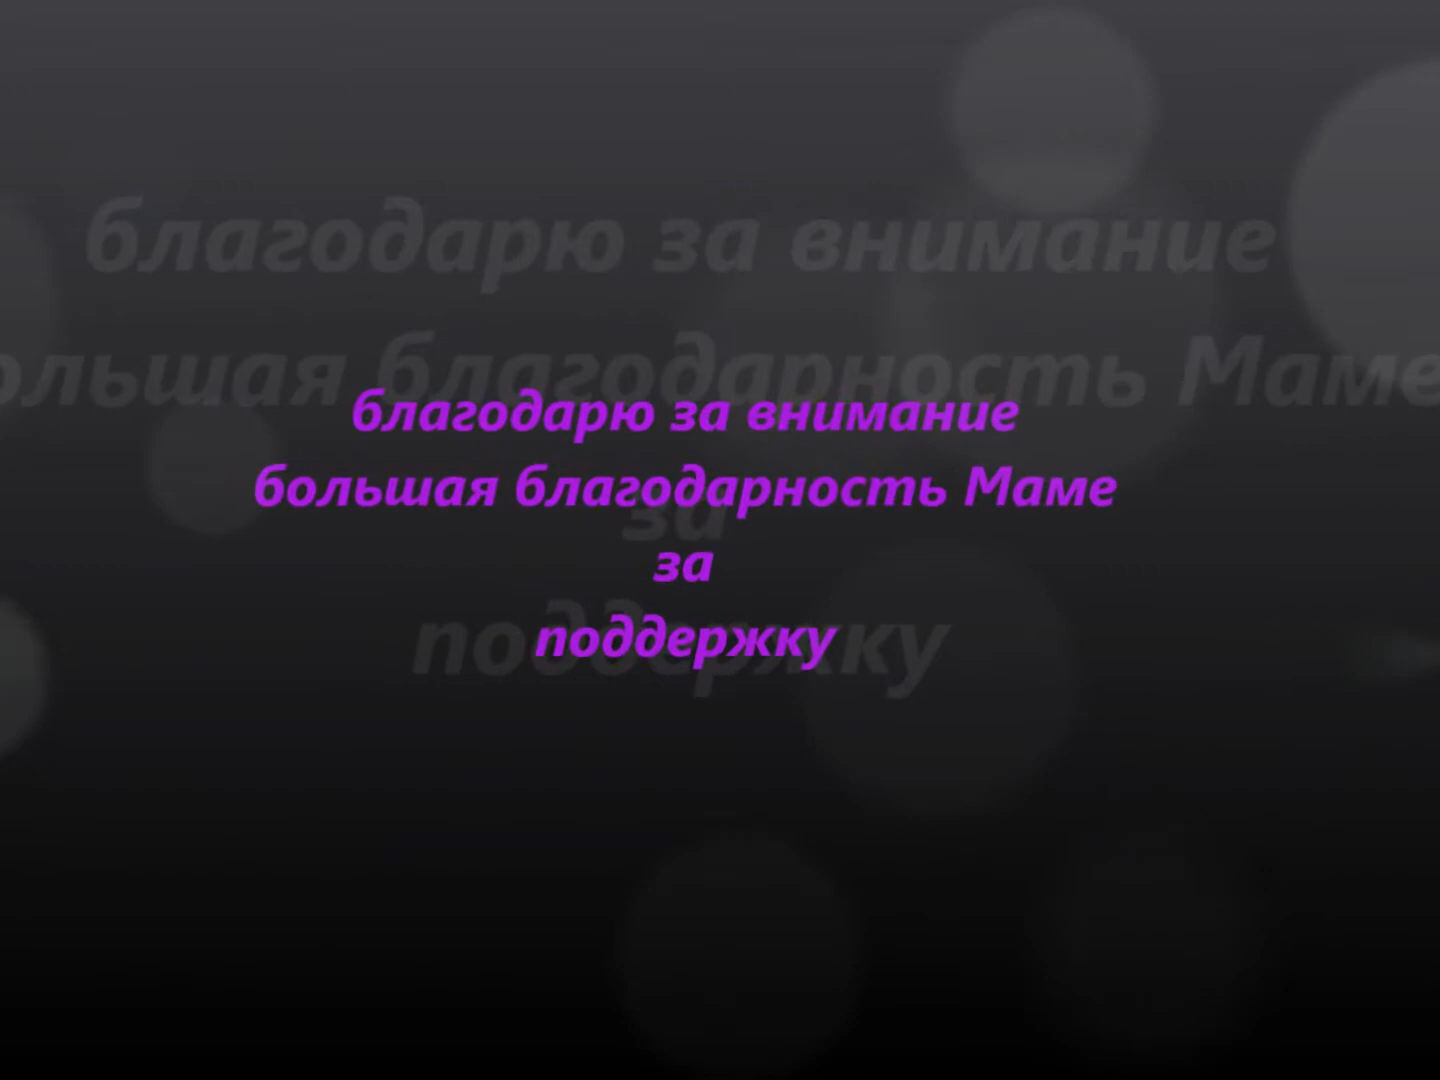 благодарю за внимание
большая благодарность Маме
за
поддержку